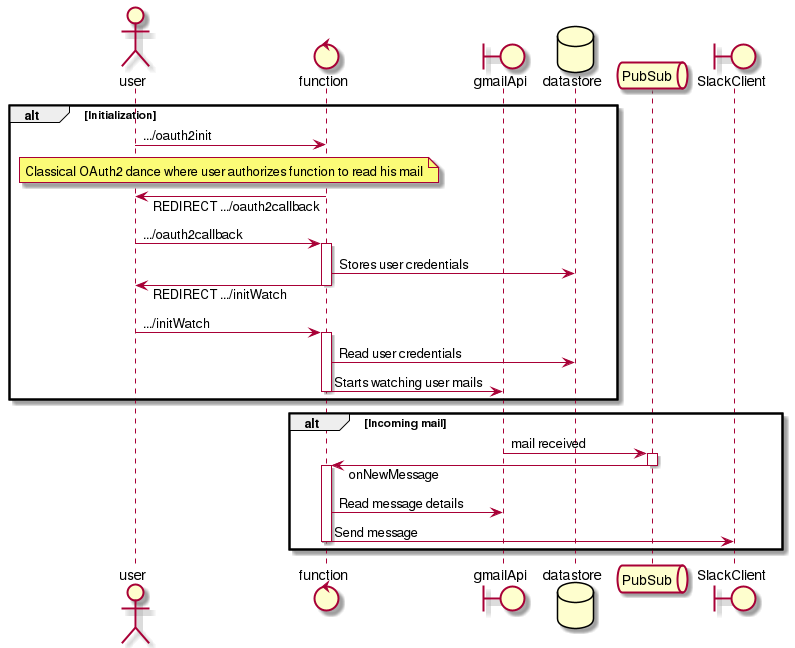 user
function
gmailApi
datastore
PubSub
SlackClient
alt [Initialization]
.../oauth2init
Classical OAuth2 dance where user authorizes function to read his mail
REDIRECT .../oauth2callback
.../oauth2callback
Stores user credentials
REDIRECT .../initWatch
.../initWatch
Read user credentials
Starts watching user mails
alt [Incoming mail]
mail received
onNewMessage
Read message details
Send message
user
function
gmailApi
datastore
PubSub
SlackClient